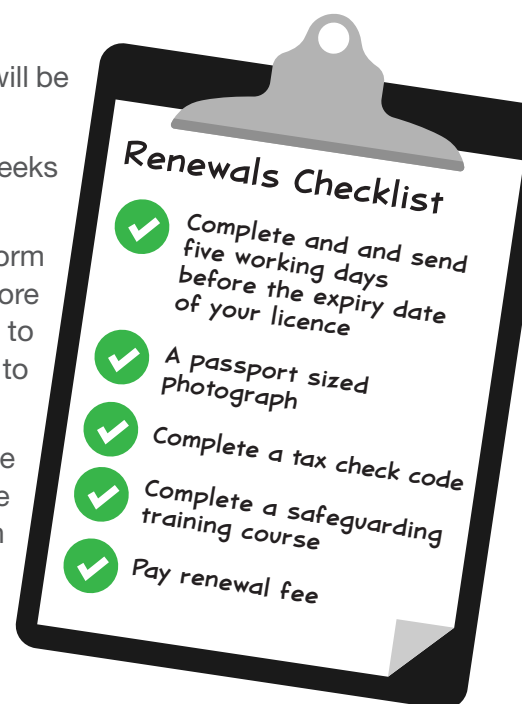 will be
eeks
orm
ore
to
to
e
e
n
Renewals Checklist
Complete and and send
five working days
before the expiry date
of your licence
A passport sized
photograph
Complete a tax check code
Complete a safeguarding
training course
Pay renewal fee